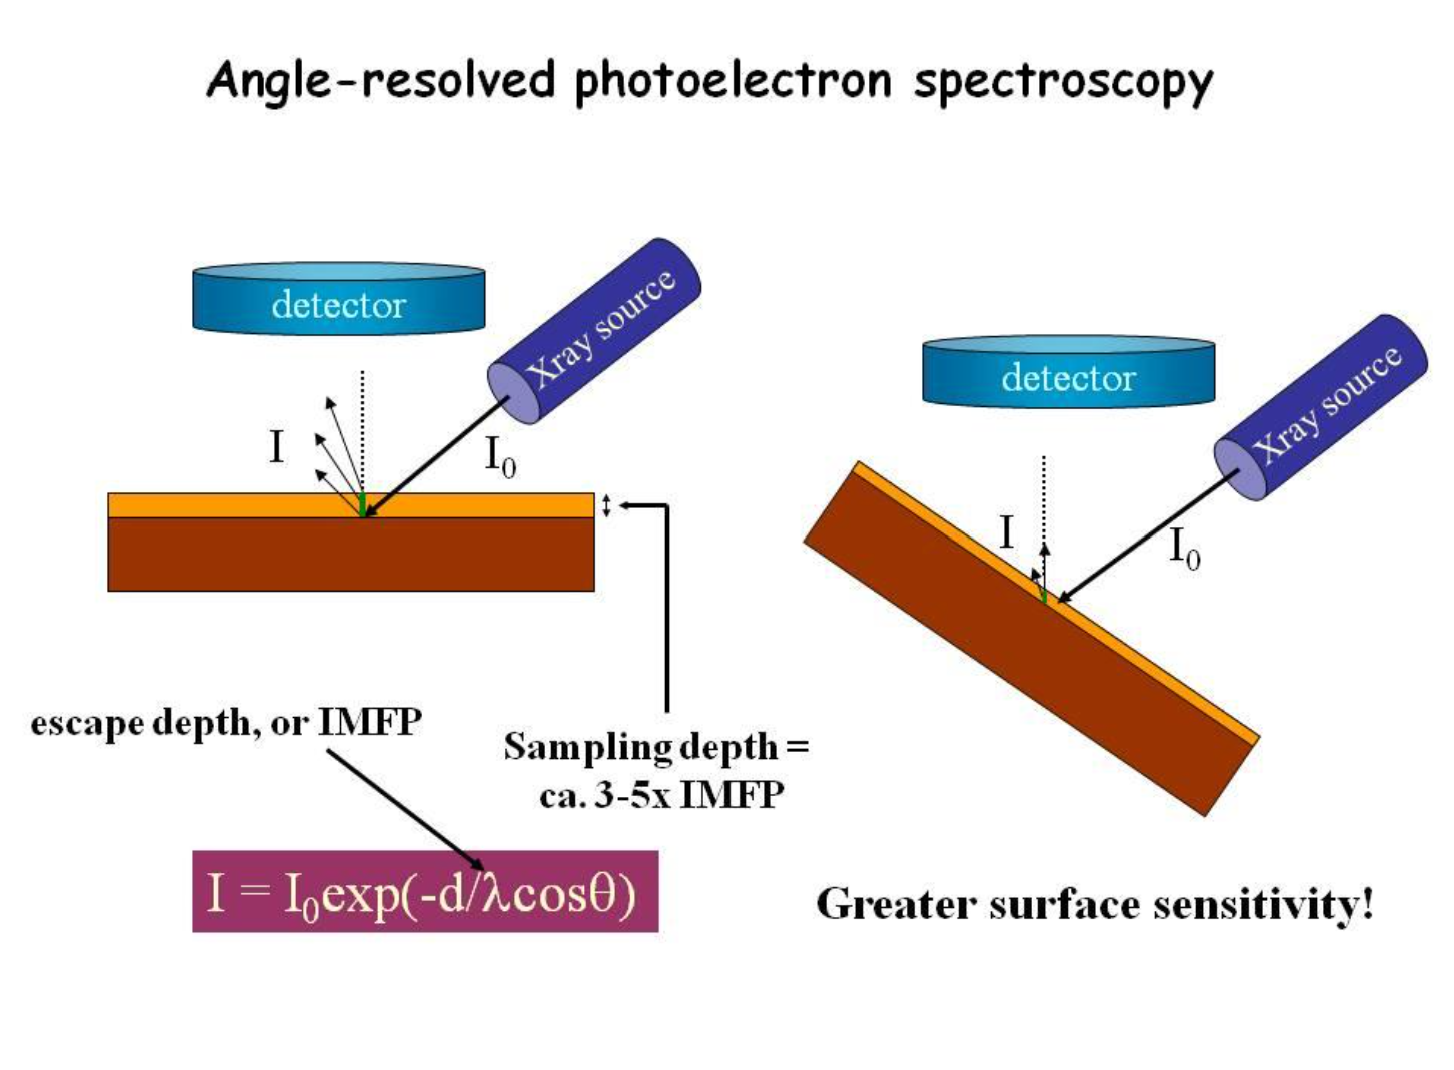 Angle-resolved photoelectron spectroscopy
detector
Xray source
I
I₀
detector
Xray source
I
I₀
escape depth, or IMFP
Sampling depth =
ca. 3-5x IMFP
I = I₀exp(-d/λcosθ)
Greater surface sensitivity!